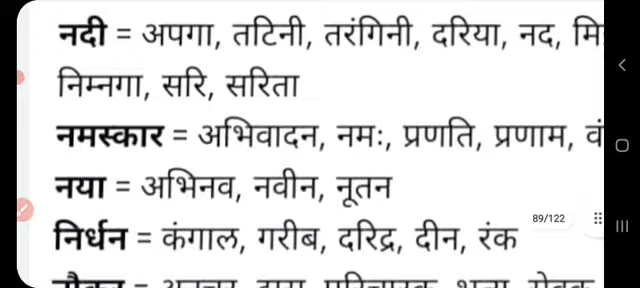 नदी = अपगा, तटिनी, तरंगिनी, दरिया, नद,
निम्नगा, सरि, सरिता
नमस्कार = अभिवादन, नमः, प्रणति, प्रणाम,
नया = अभिनव, नवीन, नूतन
89/122
निर्धन = कंगाल, गरीब, दरिद्र, दीन, रंक